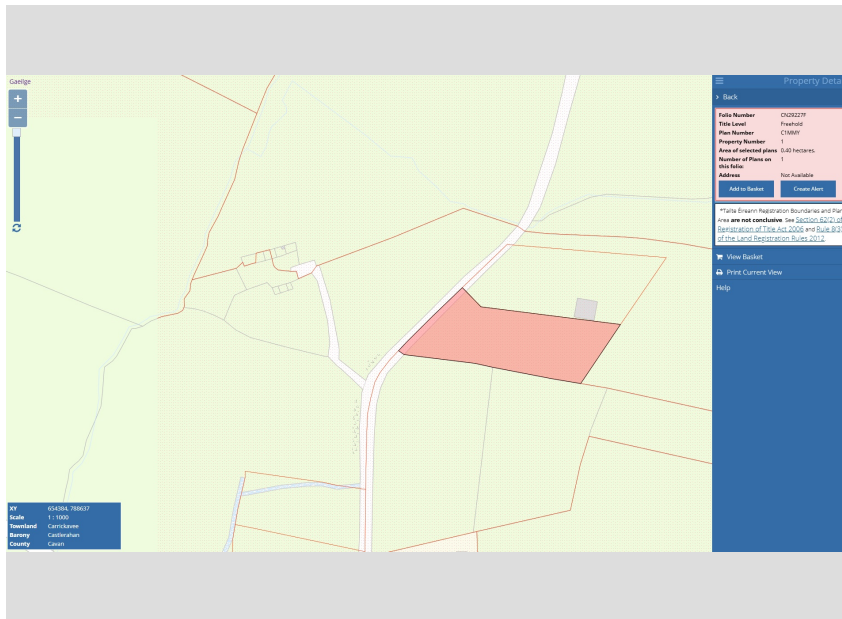 Gaeilge
+
−
XY 654384, 788637
Scale 1 : 1000
Townland Carrickavee
Barony Castlerahan
County Cavan
Property Deta
> Back
Folio Number CN29227F
Title Level Freehold
Plan Number C1MMY
Property Number 1
Area of selected plans 0.40 hectares.
Number of Plans on 1
this folio:
Address Not Available
Add to Basket Create Alert
*Tailte Éireann Registration Boundaries and Plan
Area are not conclusive. See Section 62(2) of
Registration of Title Act 2006 and Rule 8(3)
of the Land Registration Rules 2012.
View Basket
Print Current View
Help